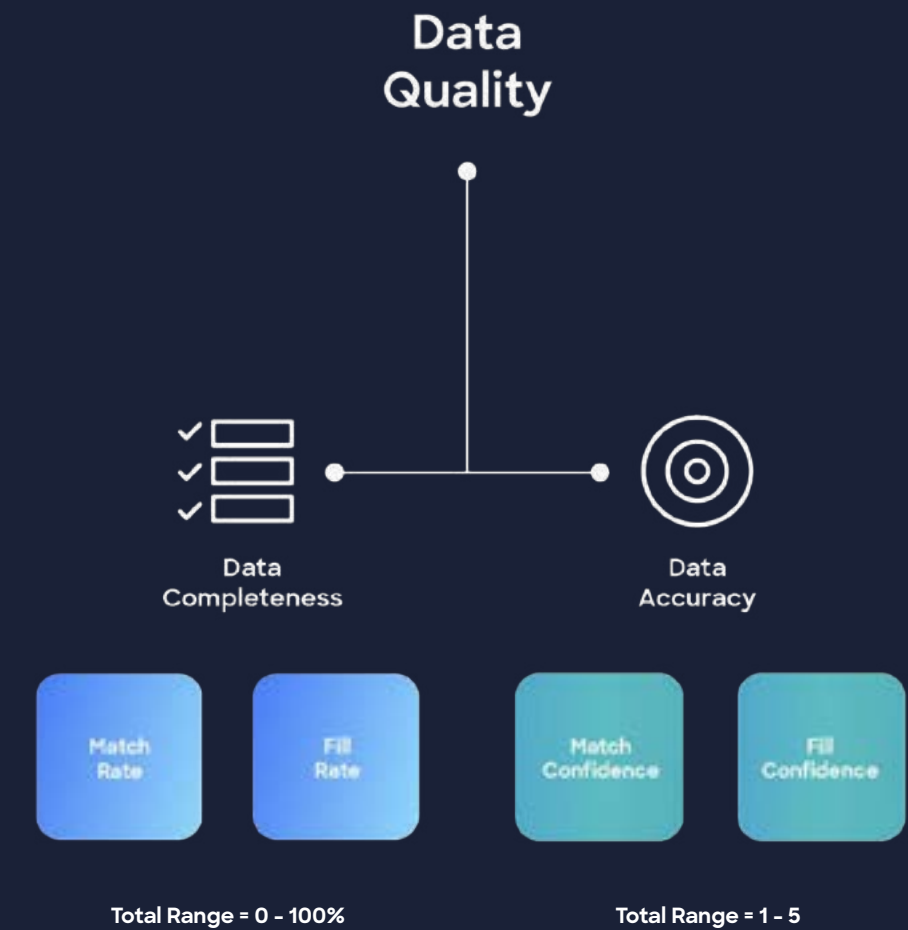 Data
Quality
Data
Completeness
Data
Accuracy
Match
Rate
Fill
Rate
Match
Confidence
Fill
Confidence
Total Range = 0 - 100%
Total Range = 1 - 5